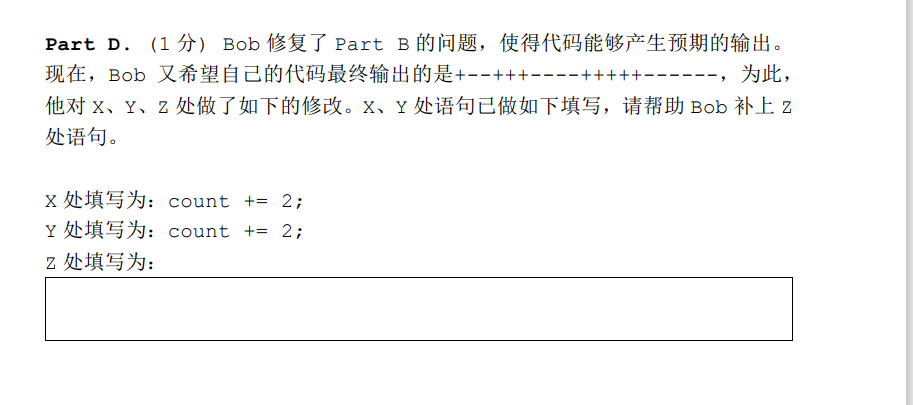 Part D. (1 分) Bob 修复了 Part B 的问题，使得代码能够产生预期的输出。
现在，Bob 又希望自己的代码最终输出的是+--+++----+++++------，为此，
他对 X、Y、Z 处做了如下的修改。X、Y 处语句已做如下填写，请帮助 Bob 补上 Z
处语句。
X 处填写为：count += 2;
Y 处填写为：count += 2;
Z 处填写为：